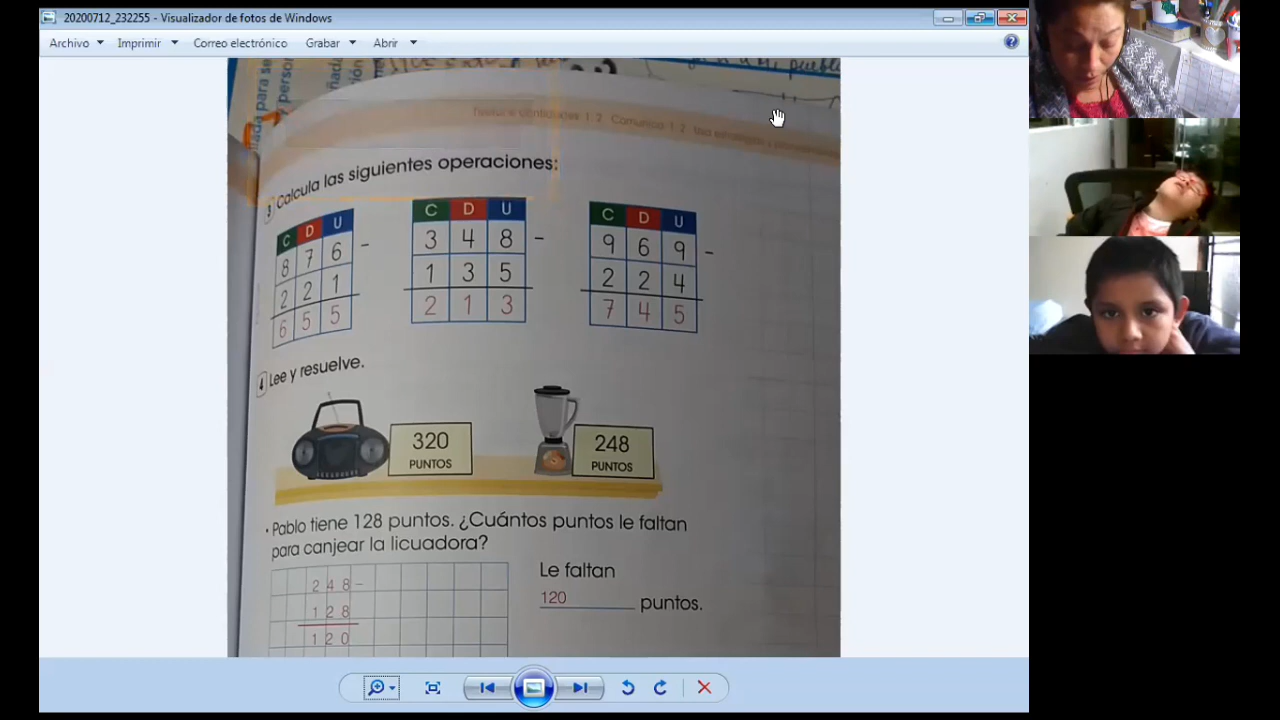 20200712_232255 - Visualizador de fotos de Windows
Archivo Imprimir Correo electrónico Grabar Abrir
3 Calcula las siguientes operaciones:
C D U
8 7 6 -
2 2 1
6 5 5
C D U
3 4 8 -
1 3 5
2 1 3
C D U
9 6 9 -
2 2 4
7 4 5
4 Lee y resuelve.
320
PUNTOS
248
PUNTOS
• Pablo tiene 128 puntos. ¿Cuántos puntos le faltan
para canjear la licuadora?
2 4 8 -
1 2 8
1 2 0
Le faltan
120 puntos.